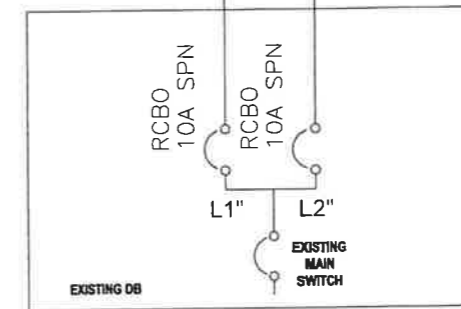 RCBO
10A SPN
RCBO
10A SPN
L1"
L2"
EXISTING
MAIN
SWITCH
EXISTING DB